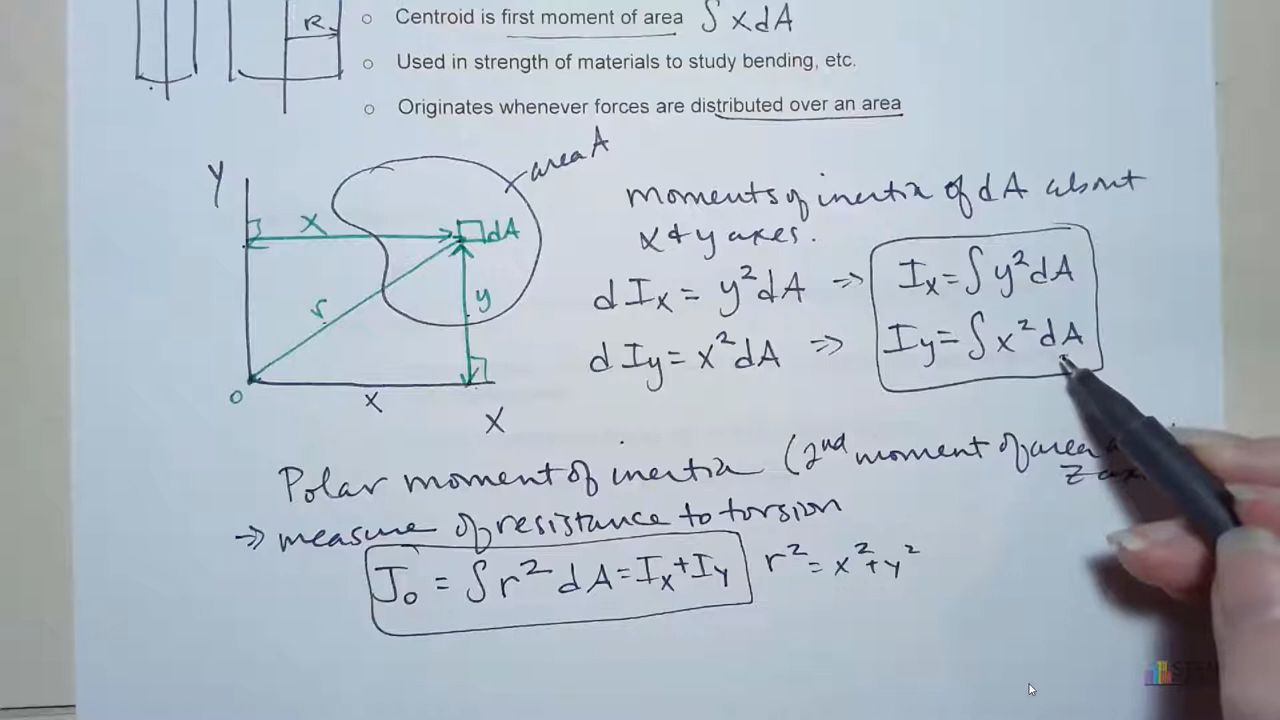 R
Centroid is first moment of area ∫ x dA
Used in strength of materials to study bending, etc.
Originates whenever forces are distributed over an area
area A
Y
x
dA
r
y
O
x
X
Moments of inertia of dA about
x & y axes.
dIx = y²dA ⇒ Ix = ∫ y²dA
dIy = x²dA ⇒ Iy = ∫ x²dA
Polar moment of inertia (2nd moment of area
z
⇒ measure of resistance to torsion
J₀ = ∫ r² dA = Ix + Iy r² = x² + y²